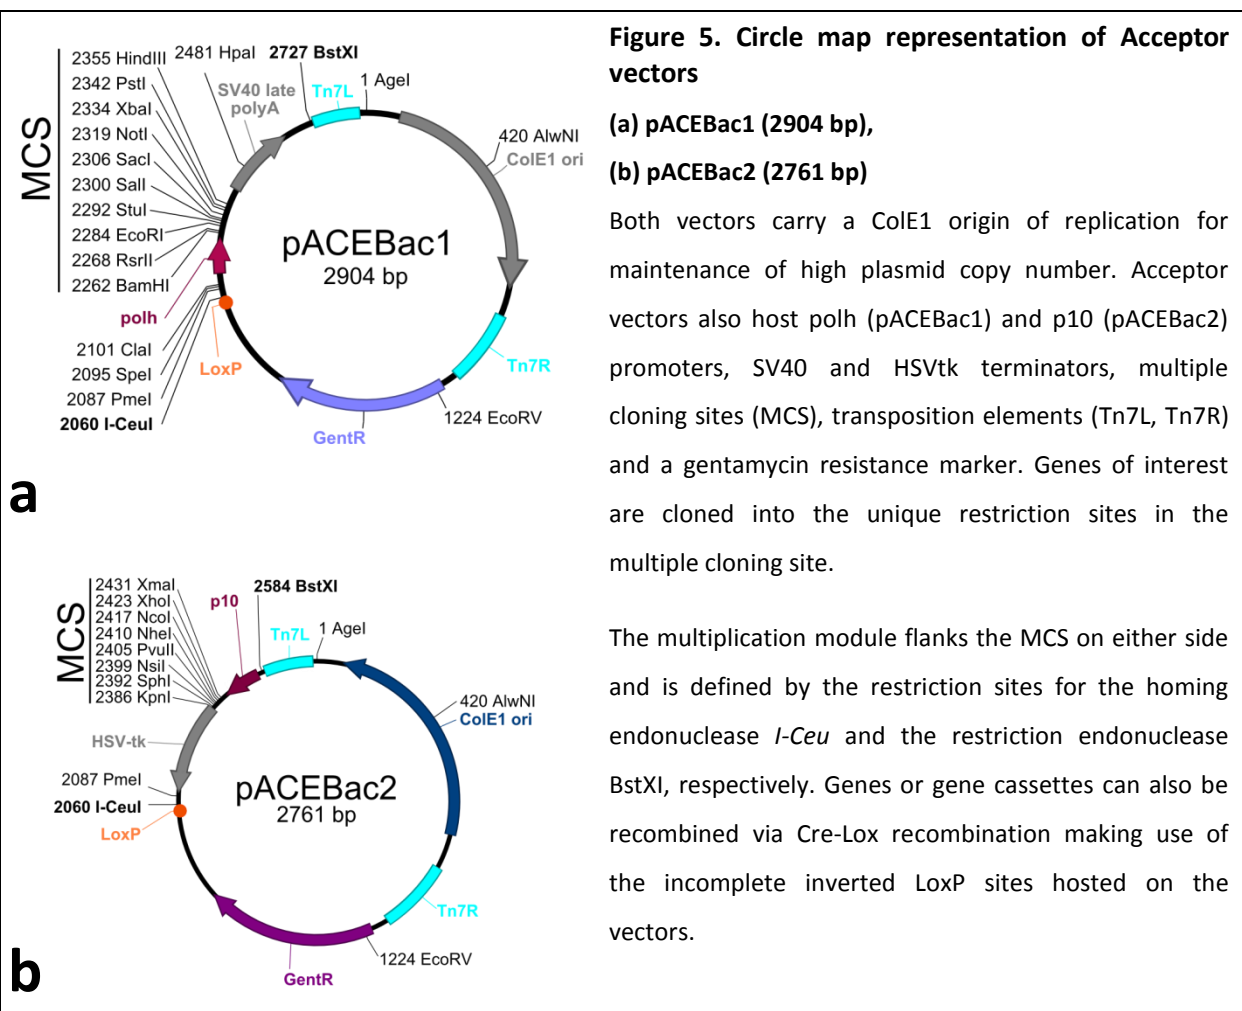 MCS
2355 HindIII
2342 PstI
2334 XbaI
2319 NotI
2306 SacI
2300 SalI
2292 StuI
2284 EcoRI
2268 RsrII
2262 BamHI
polh
2101 ClaI
2095 SpeI
2087 PmeI
2060 I-CeuI
LoxP
2481 HpaI
SV40 late
polyA
2727 BstXI
Tn7L
1 AgeI
420 AlwNI
ColE1 ori
pACEBac1
2904 bp
Tn7R
1224 EcoRV
GentR
a
MCS
2431 XmaI
2423 XhoI
2417 NcoI
2410 NheI
2405 PvuII
2399 NsiI
2392 SphI
2386 KpnI
p10
2584 BstXI
Tn7L
1 AgeI
420 AlwNI
ColE1 ori
HSV-tk
2087 PmeI
2060 I-CeuI
LoxP
pACEBac2
2761 bp
Tn7R
1224 EcoRV
GentR
b
Figure 5. Circle map representation of Acceptor
vectors
(a) pACEBac1 (2904 bp),
(b) pACEBac2 (2761 bp)
Both vectors carry a ColE1 origin of replication for
maintenance of high plasmid copy number. Acceptor
vectors also host polh (pACEBac1) and p10 (pACEBac2)
promoters, SV40 and HSVtk terminators, multiple
cloning sites (MCS), transposition elements (Tn7L, Tn7R)
and a gentamycin resistance marker. Genes of interest
are cloned into the unique restriction sites in the
multiple cloning site.
The multiplication module flanks the MCS on either side
and is defined by the restriction sites for the homing
endonuclease I-Ceu and the restriction endonuclease
BstXI, respectively. Genes or gene cassettes can also be
recombined via Cre-Lox recombination making use of
the incomplete inverted LoxP sites hosted on the
vectors.